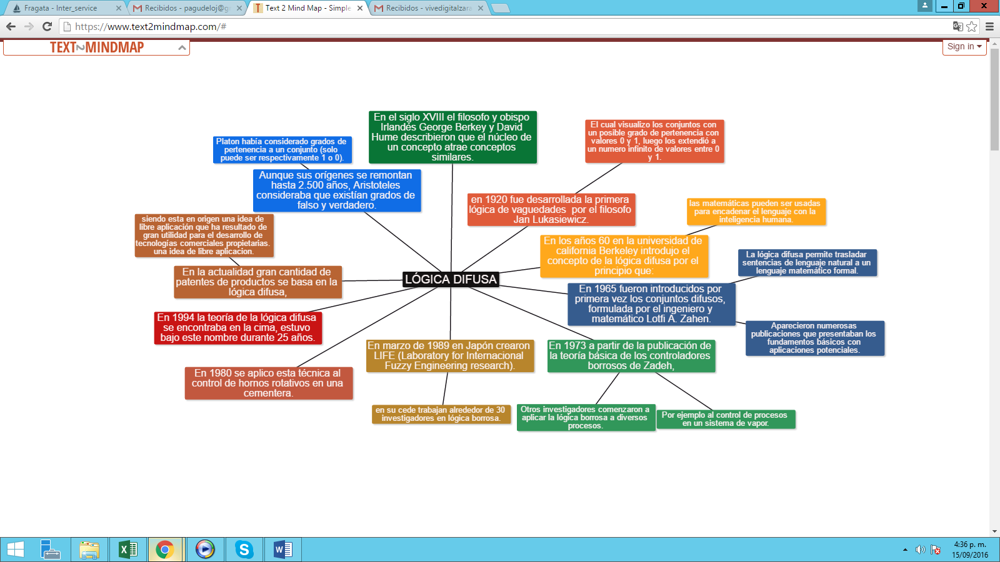 Fragata - Inter_service
Recibidos - pagudeloj@g
Text 2 Mind Map - Simple
Recibidos - vivedigitalzara
https://www.text2mindmap.com/#
TEXT2MINDMAP
Sign in
En el siglo XVIII el filosofo y obispo
Irlandés George Berkey y David
Hume describieron que el núcleo de
un concepto atrae conceptos
similares.
El cual visualizo los conjuntos con
un posible grado de pertenencia con
valores 0 y 1, luego los extendió a
un numero infinito de valores entre 0
y 1.
Platon había considerado grados de
pertenencia a un conjunto (solo
puede ser respectivamente 1 o 0).
Aunque sus orígenes se remontan
hasta 2.500 años, Aristoteles
consideraba que existían grados de
falso y verdadero.
en 1920 fue desarrollada la primera
lógica de vaguedades  por el filosofo
Jan Lukasiewicz.
las matemáticas pueden ser usadas
para encadenar el lenguaje con la
inteligencia humana.
siendo esta en origen una idea de
libre aplicación que ha resultado de
gran utilidad para el desarrollo de
tecnologías comerciales propietarias.
una idea de libre aplicacion.
En los años 60 en la universidad de
california Berkeley introdujo el
concepto de la lógica difusa por el
principio que:
La lógica difusa permite trasladar
sentencias de lenguaje natural a un
lenguaje matemático formal.
En la actualidad gran cantidad de
patentes de productos se basa en la
lógica difusa,
LÓGICA DIFUSA
En 1965 fueron introducidos por
primera vez los conjuntos difusos,
formulada por el ingeniero y
matemático Lotfi A. Zahen.
En 1994 la teoría de la lógica difusa
se encontraba en la cima, estuvo
bajo este nombre durante 25 años.
Aparecieron numerosas
publicaciones que presentaban los
fundamentos básicos con
aplicaciones potenciales.
En marzo de 1989 en Japón crearon
LIFE (Laboratory for Internacional
Fuzzy Engineering research).
En 1973 a partir de la publicación de
la teoría básica de los controladores
borrosos de Zadeh,
En 1980 se aplico esta técnica al
control de hornos rotativos en una
cementera.
en su cede trabajan alrededor de 30
investigadores en lógica borrosa.
Otros investigadores comenzaron a
aplicar la lógica borrosa a diversos
procesos.
Por ejemplo al control de procesos
en un sistema de vapor.
4:36 p. m.
15/09/2016